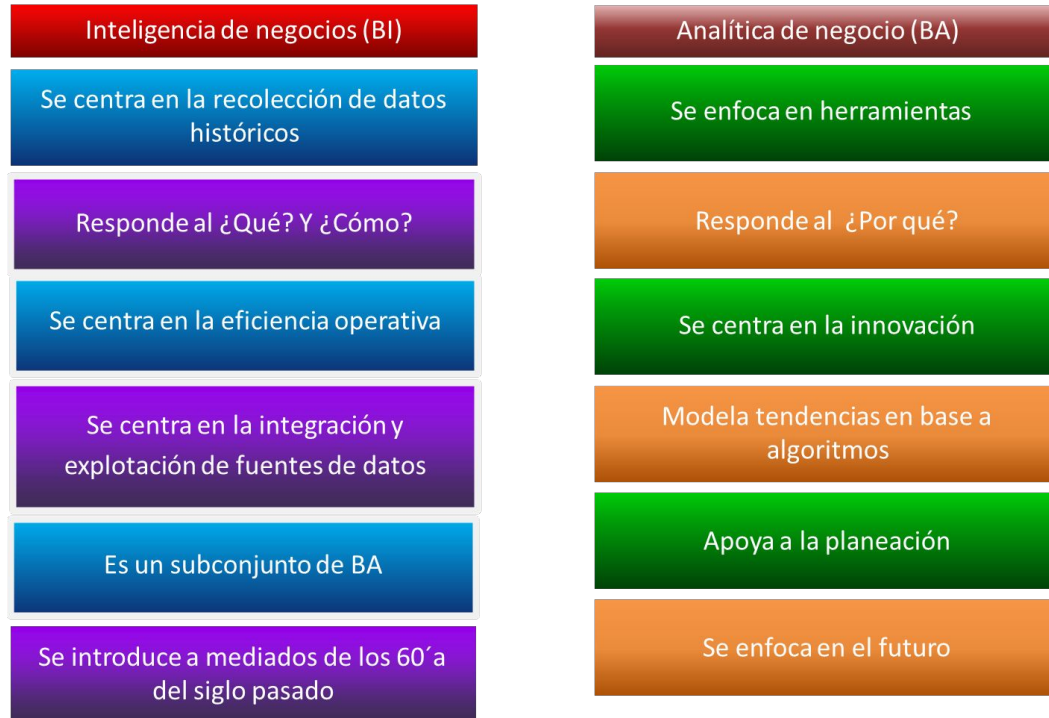 Inteligencia de negocios (BI)
Se centra en la recolección de datos
históricos
Responde al ¿Qué? Y ¿Cómo?
Se centra en la eficiencia operativa
Se centra en la integración y
explotación de fuentes de datos
Es un subconjunto de BA
Se introduce a mediados de los 60´a
del siglo pasado
Analítica de negocio (BA)
Se enfoca en herramientas
Responde al ¿Por qué?
Se centra en la innovación
Modela tendencias en base a
algoritmos
Apoya a la planeación
Se enfoca en el futuro